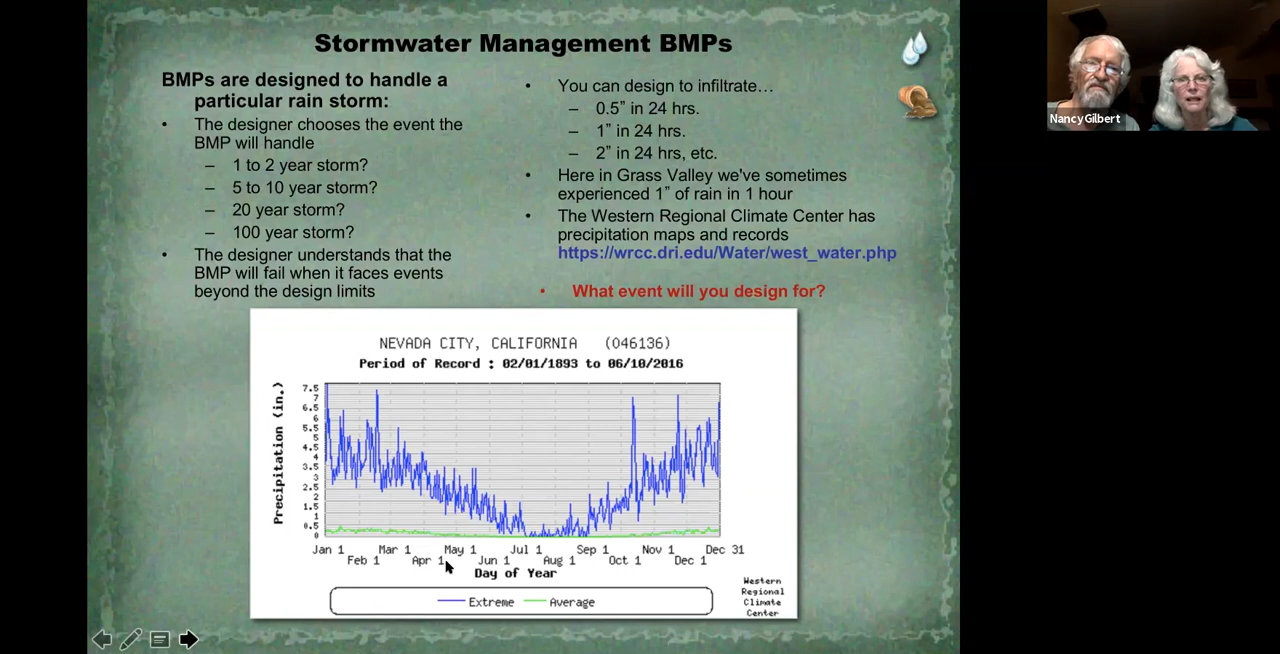 Stormwater Management BMPs
BMPs are designed to handle a
particular rain storm:
• The designer chooses the event the
BMP will handle
– 1 to 2 year storm?
– 5 to 10 year storm?
– 20 year storm?
– 100 year storm?
• The designer understands that the
BMP will fail when it faces events
beyond the design limits
• You can design to infiltrate…
– 0.5” in 24 hrs.
– 1” in 24 hrs.
– 2” in 24 hrs, etc.
• Here in Grass Valley we've sometimes
experienced 1” of rain in 1 hour
• The Western Regional Climate Center has
precipitation maps and records
https://wrcc.dri.edu/Water/west_water.php
• What event will you design for?
NEVADA CITY, CALIFORNIA (046136)
Period of Record : 02/01/1893 to 06/10/2016
Precipitation (in.)
7.5
7
6.5
6
5.5
5
4.5
4
3.5
3
2.5
2
1.5
1
0.5
0
Jan 1 Mar 1 May 1 Jul 1 Sep 1 Nov 1 Dec 31
Feb 1 Apr 1 Jun 1 Aug 1 Oct 1 Dec 1
Day of Year
Extreme Average
Western
Regional
Climate
Center
Nancy Gilbert